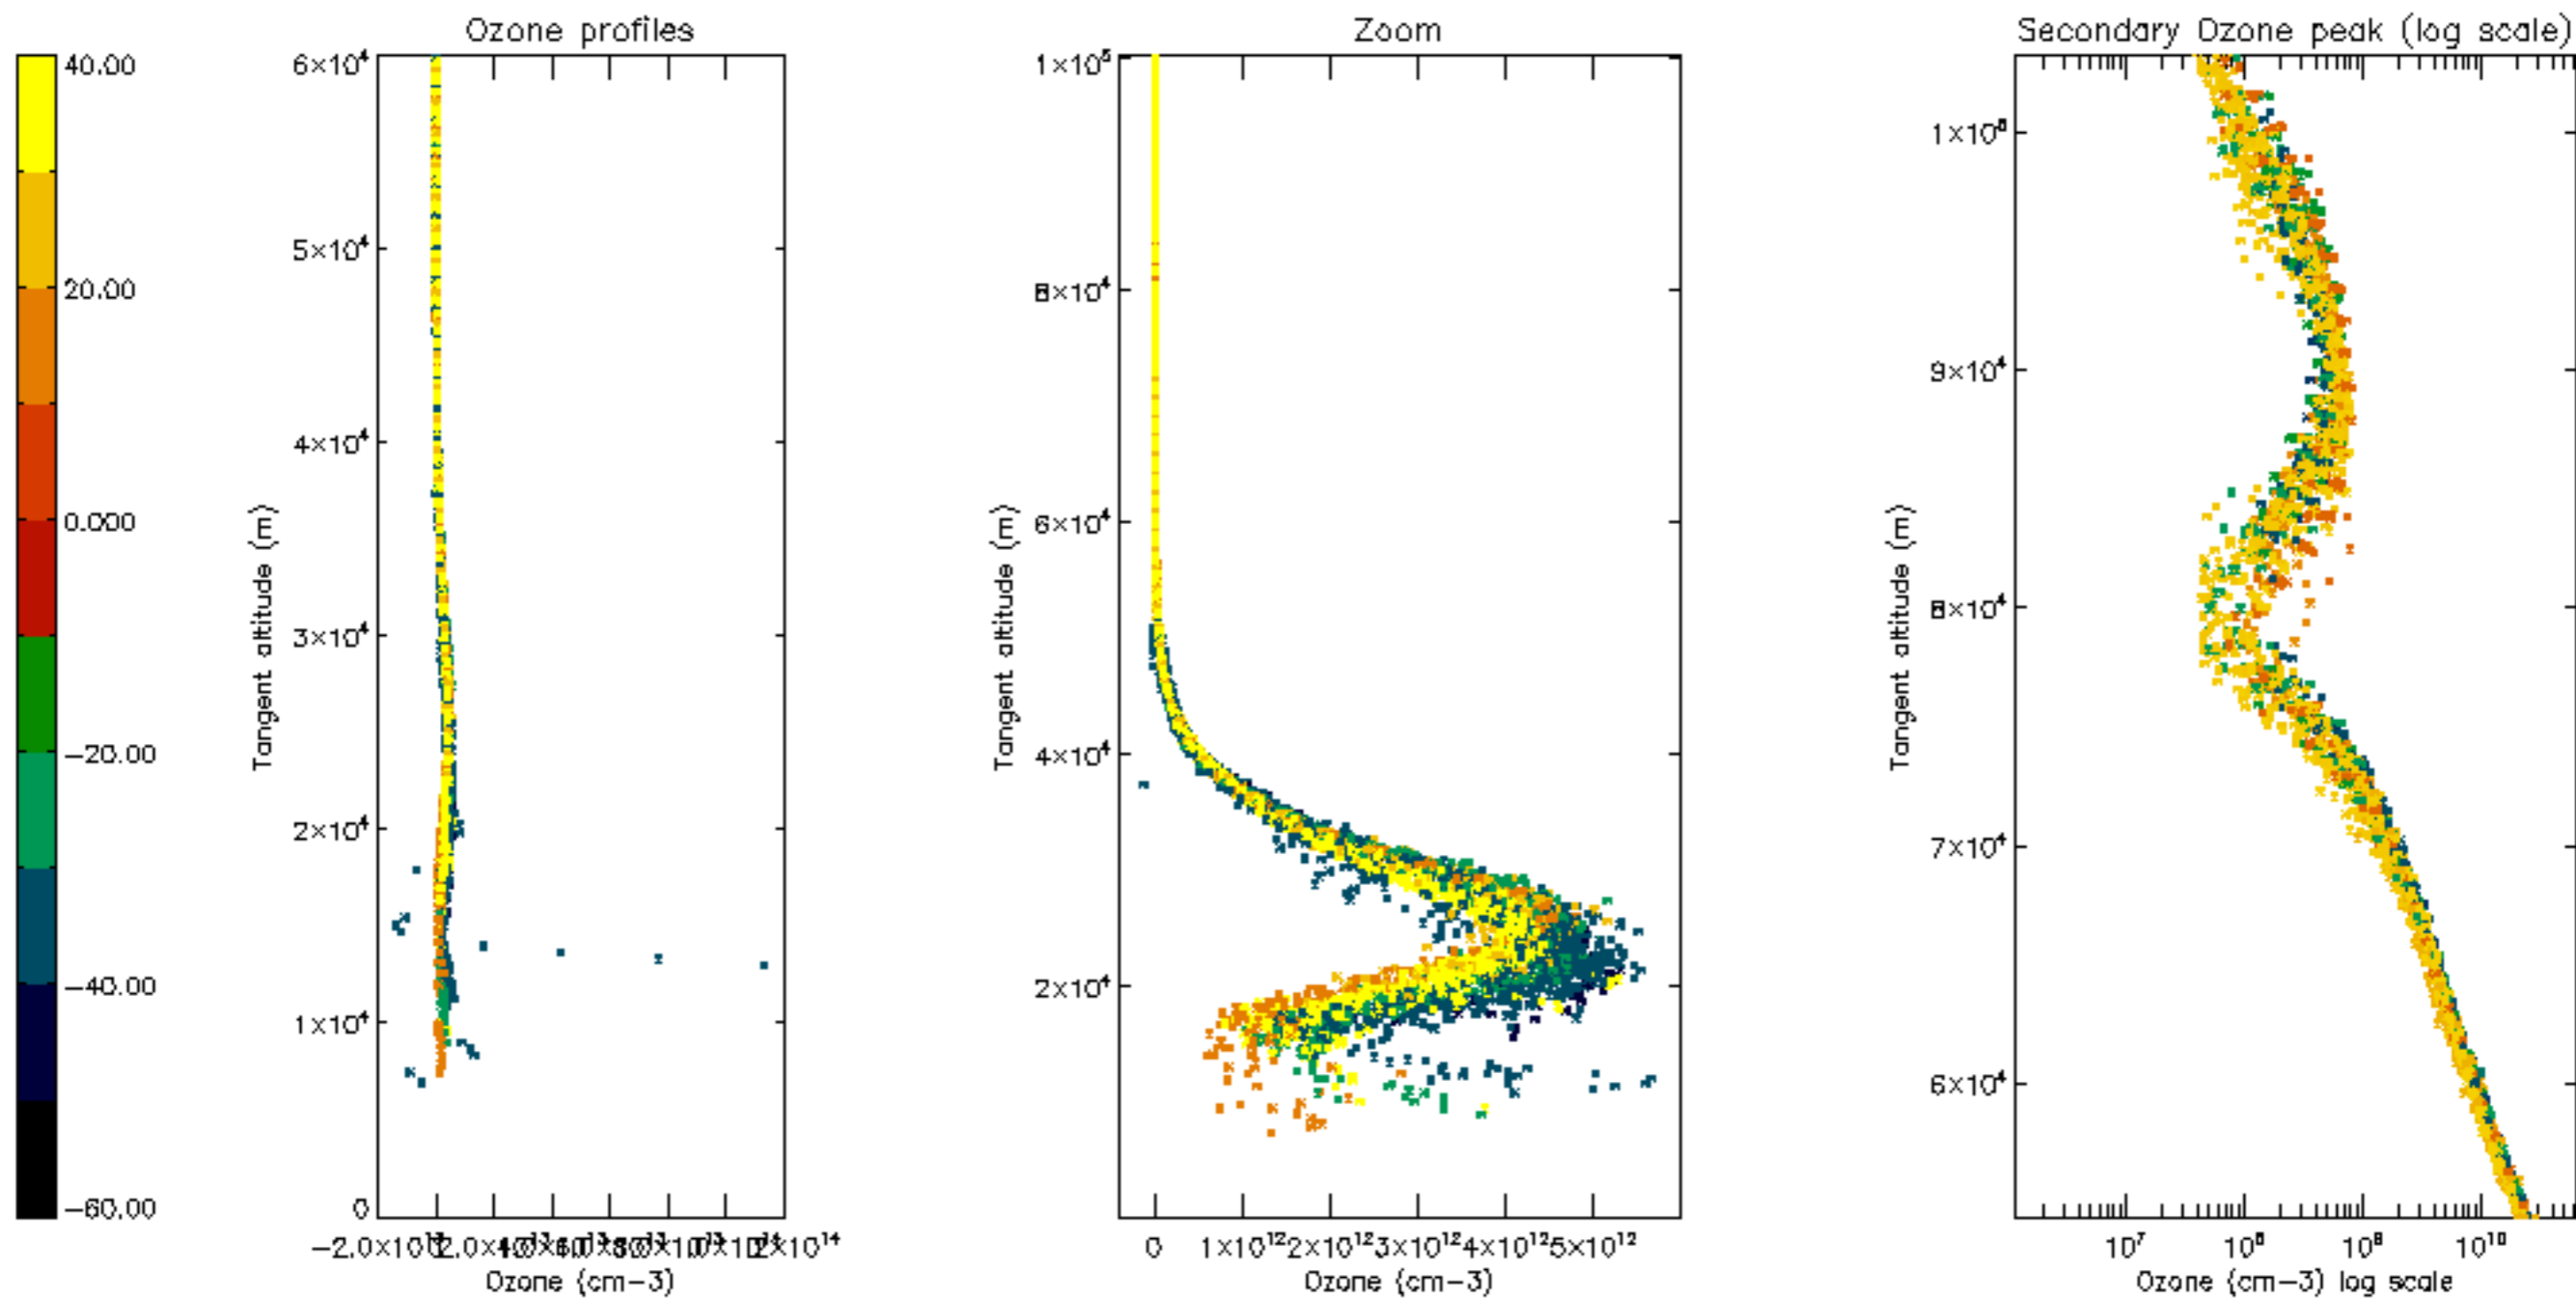 Ozone profiles
Zoom
Secondary Ozone peak (log scale)
40.00
20.00
0.000
−20.00
−40.00
−60.00
6×10⁴
5×10⁴
4×10⁴
3×10⁴
2×10⁴
1×10⁴
0
Tangent altitude (m)
Ozone (cm−3)
1×10⁵
8×10⁴
6×10⁴
4×10⁴
2×10⁴
Tangent altitude (m)
0 1×10¹² 2×10¹² 3×10¹² 4×10¹² 5×10¹²
Ozone (cm−3)
9×10⁴
8×10⁴
7×10⁴
6×10⁴
Tangent altitude (m)
10⁷ 10⁸ 10⁹ 10¹⁰
Ozone (cm−3) log scale